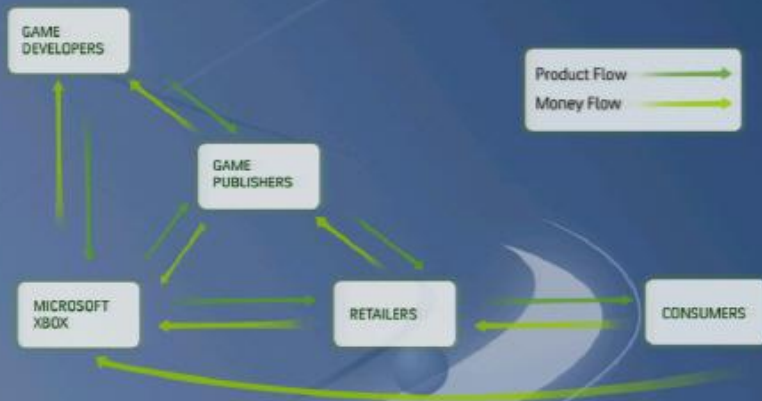 GAME
DEVELOPERS
Product Flow
Money Flow
GAME
PUBLISHERS
MICROSOFT
XBOX
RETAILERS
CONSUMERS